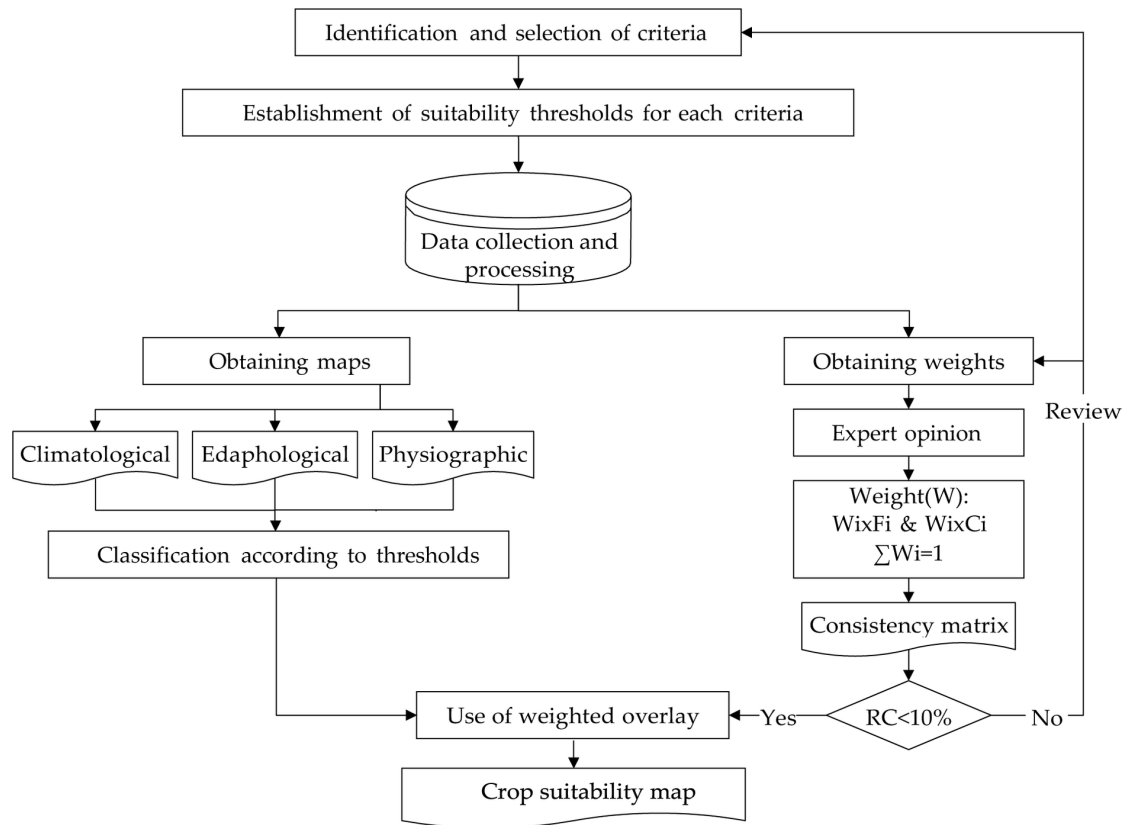 Identification and selection of criteria
Establishment of suitability thresholds for each criteria
Data collection and
processing
Obtaining maps
Obtaining weights
Review
Climatological
Edaphological
Physiographic
Expert opinion
Weight(W):
WixFi & WixCi
∑Wi=1
Classification according to thresholds
Consistency matrix
Use of weighted overlay
Yes
RC<10%
No
Crop suitability map